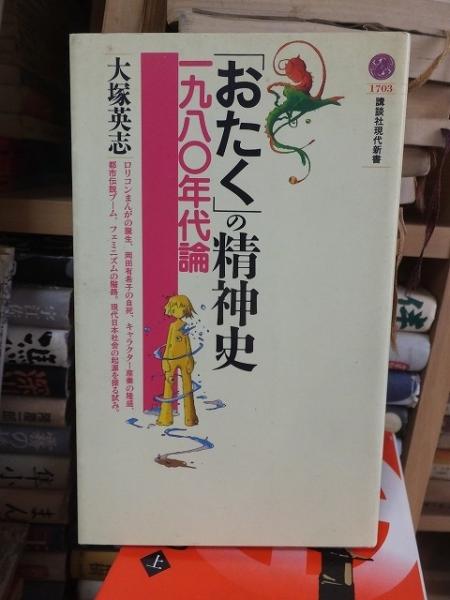 1703
講談社現代新書
「おたく」の精神史
一九八〇年代論
大塚英志
ロリコンまんがの誕生、岡田有希子の自死、キャラクター産業の隆盛、
都市伝説ブーム、フェミニズムの隘路。現代日本社会の起源を探る試み。
上